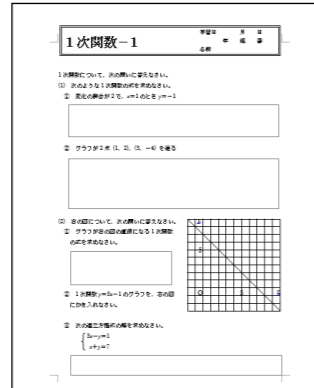 1次関数−1
学習日　　月　　日
年　組　番
名前
1次関数について，次の問いに答えなさい。
(1) 次のような1次関数の式を求めなさい。
① 変化の割合が2で，x=1のとき y=−1
② グラフが2点 (1, 2), (3, −4) を通る
(2) 右の図について，次の問いに答えなさい。
① グラフが右の図の直線になる1次関数
の式を求めなさい。
② 1次関数 y=3x−1のグラフを，右の図
にかき入れなさい。
③ 次の連立方程式の解を求めなさい。
3x−y=1
x+y=7
O
5
5